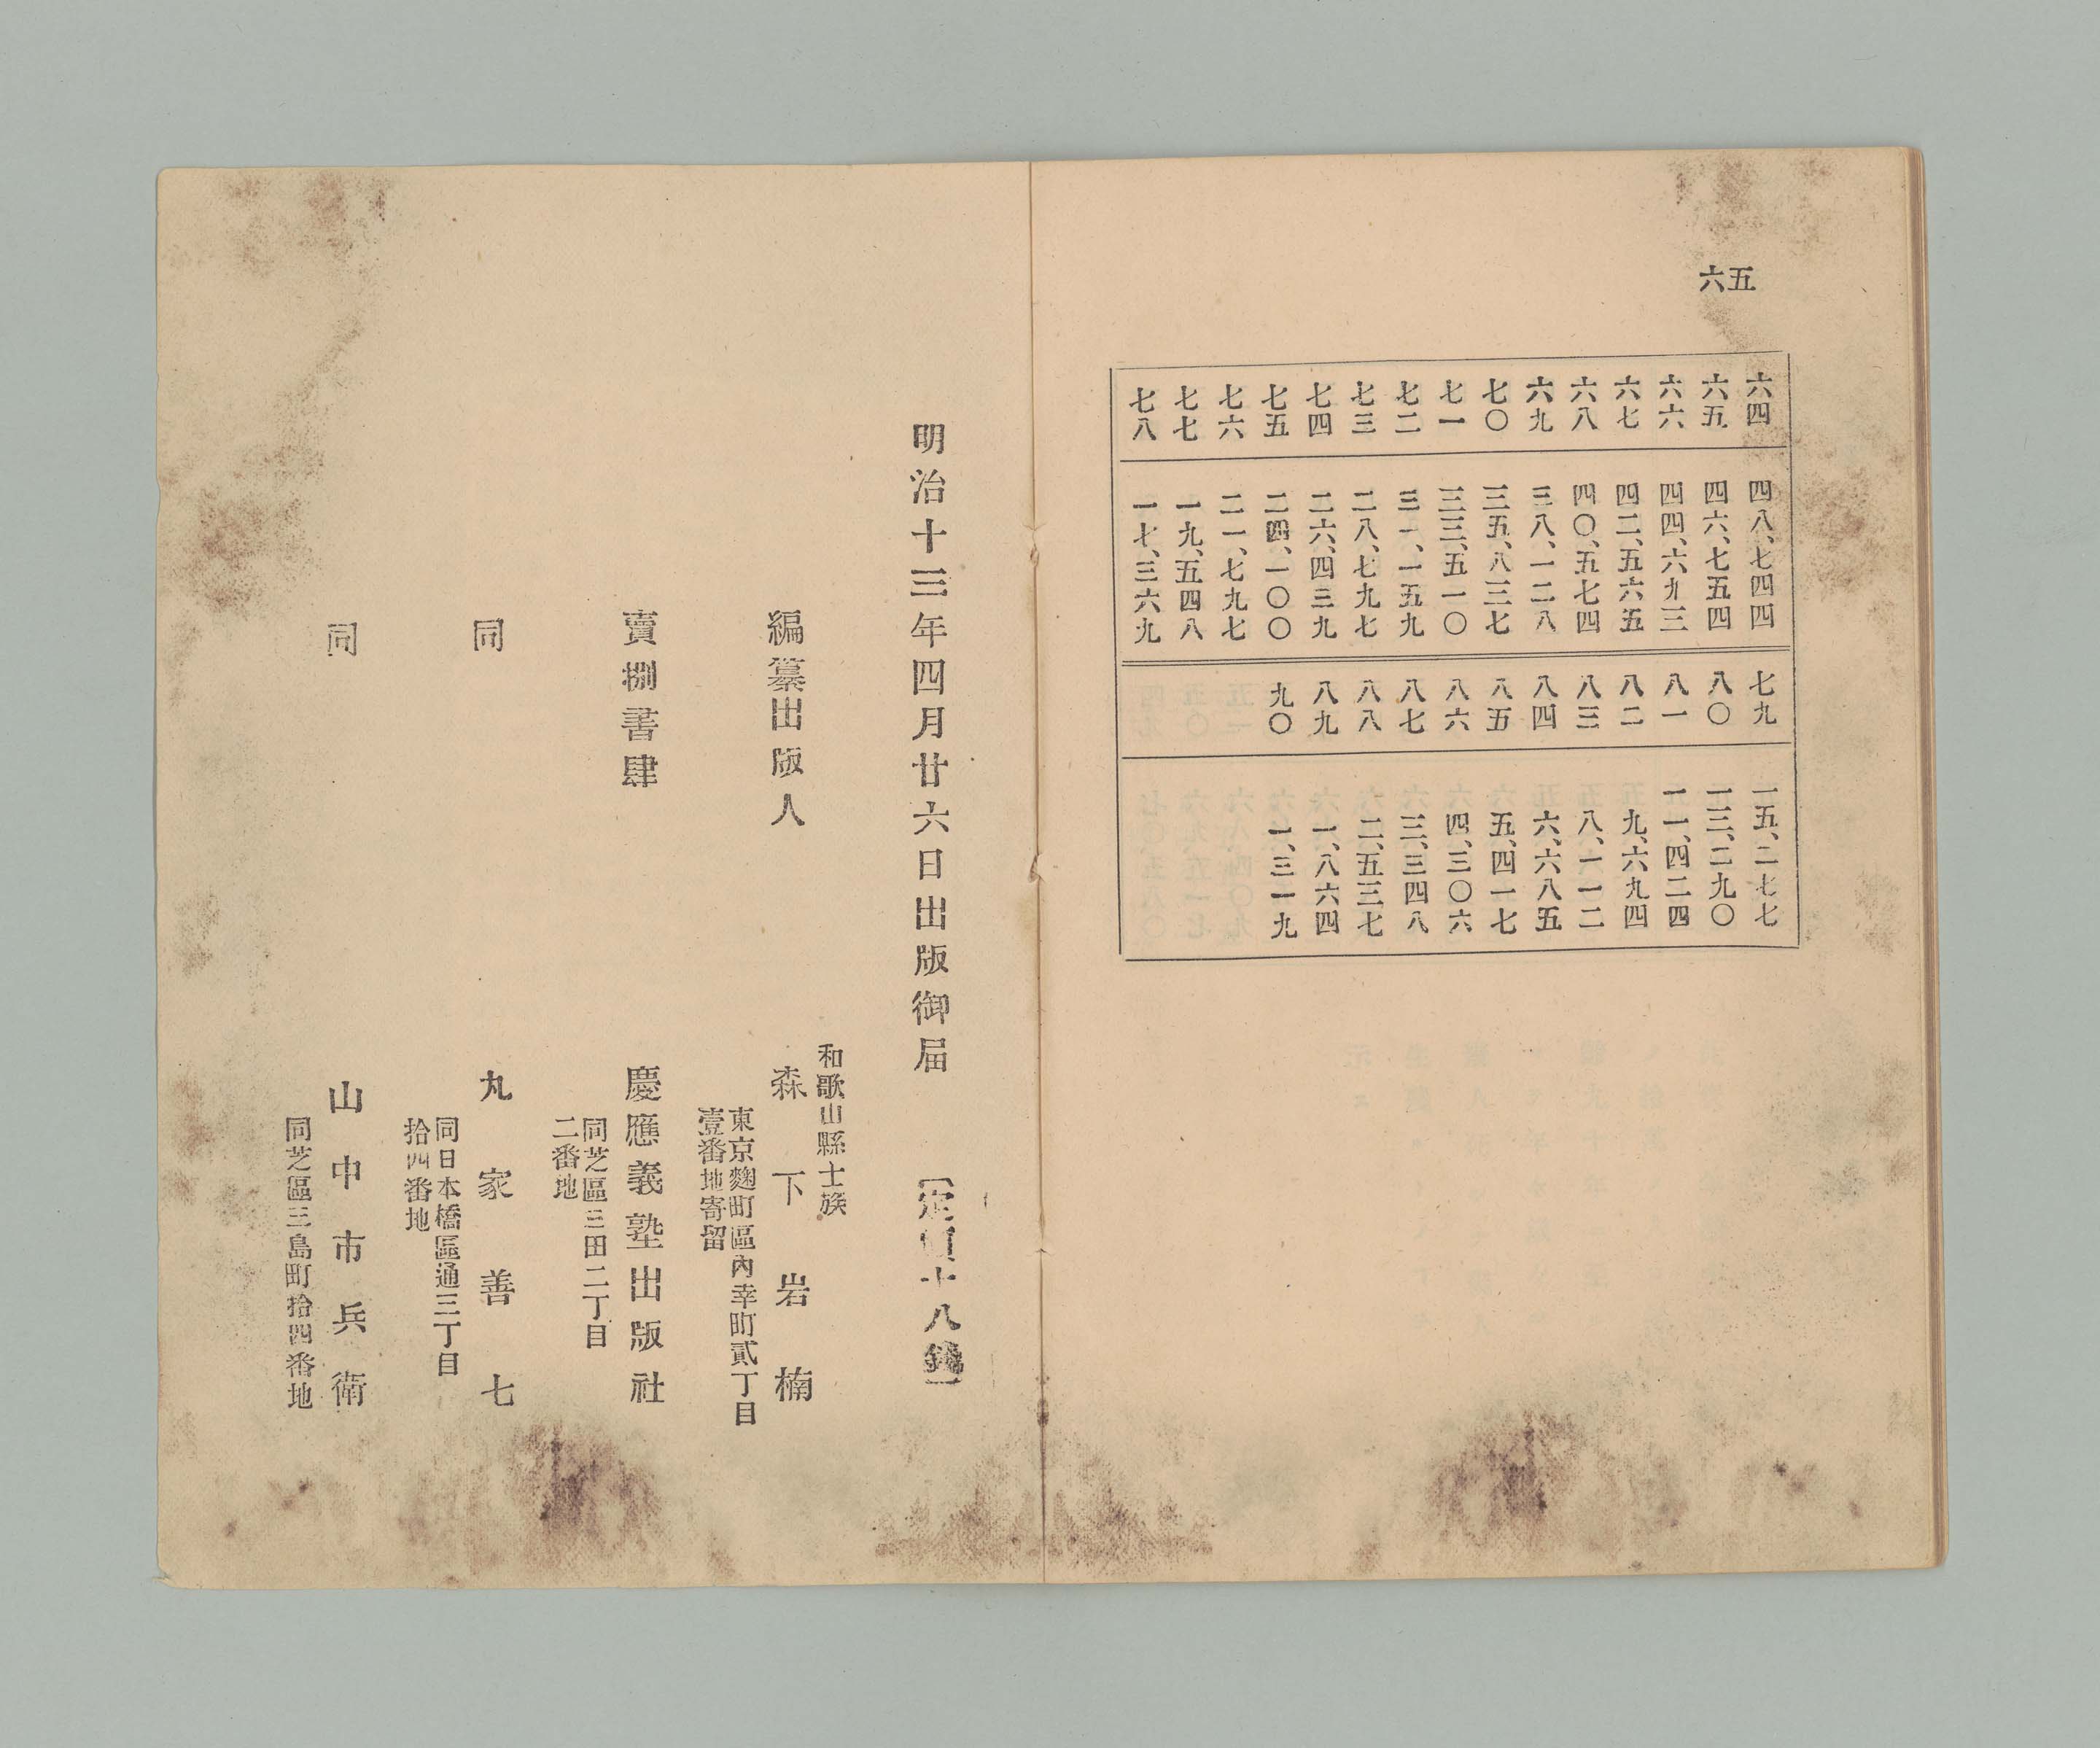 六五
六四 四八、七四四
六五 四六、七五四
六六 四四、六九三
六七 四二、五六五
六八 四〇、五七四
六九 三八、一二八
七〇 三五、八三七
七一 三三、五一〇
七二 三一、一五九
七三 二八、七九七
七四 二六、四三九
七五 二四、一〇〇
七六 二一、七九七
七七 一九、五四八
七八 一七、三六九
七九 一五、二七七
八〇 一三、二九〇
八一 一一、四二四
八二 九、六九四
八三 八、一一二
八四 六、六八五
八五 五、四一七
八六 四、三〇六
八七 三、三四八
八八 二、五三七
八九 一、八六四
九〇 一、三一九
明治十三年四月廿六日出版御届
定價十八錢
編纂出版人
和歌山縣士族
森下岩楠
東京麴町區內幸町貳丁目
壹番地寄留
賣捌書肆
慶應義塾出版社
同芝區三田二丁目
二番地
同
丸家善七
同日本橋區通三丁目
拾四番地
同
山中市兵衛
同芝區三島町拾四番地